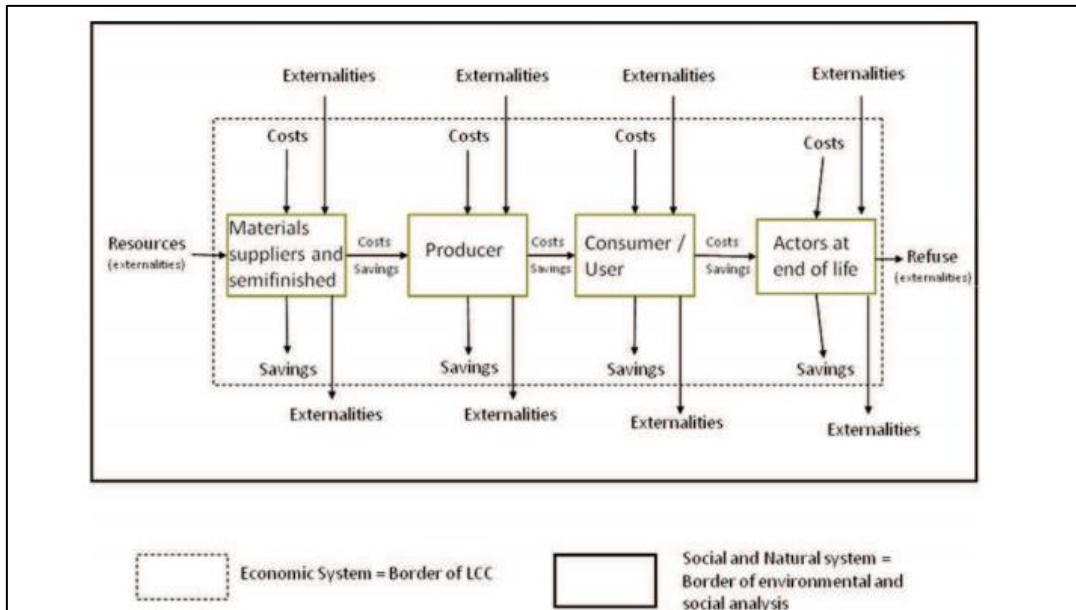 Externalities Externalities Externalities Externalities
Costs Costs Costs Costs
Resources
(externalities)
Materials
suppliers and
semifinished
Costs
Savings
Producer
Costs
Savings
Consumer /
User
Costs
Savings
Actors at
end of life
Refuse
(externalities)
Savings Savings Savings Savings
Externalities Externalities Externalities Externalities
Economic System = Border of LCC
Social and Natural system =
Border of environmental and
social analysis